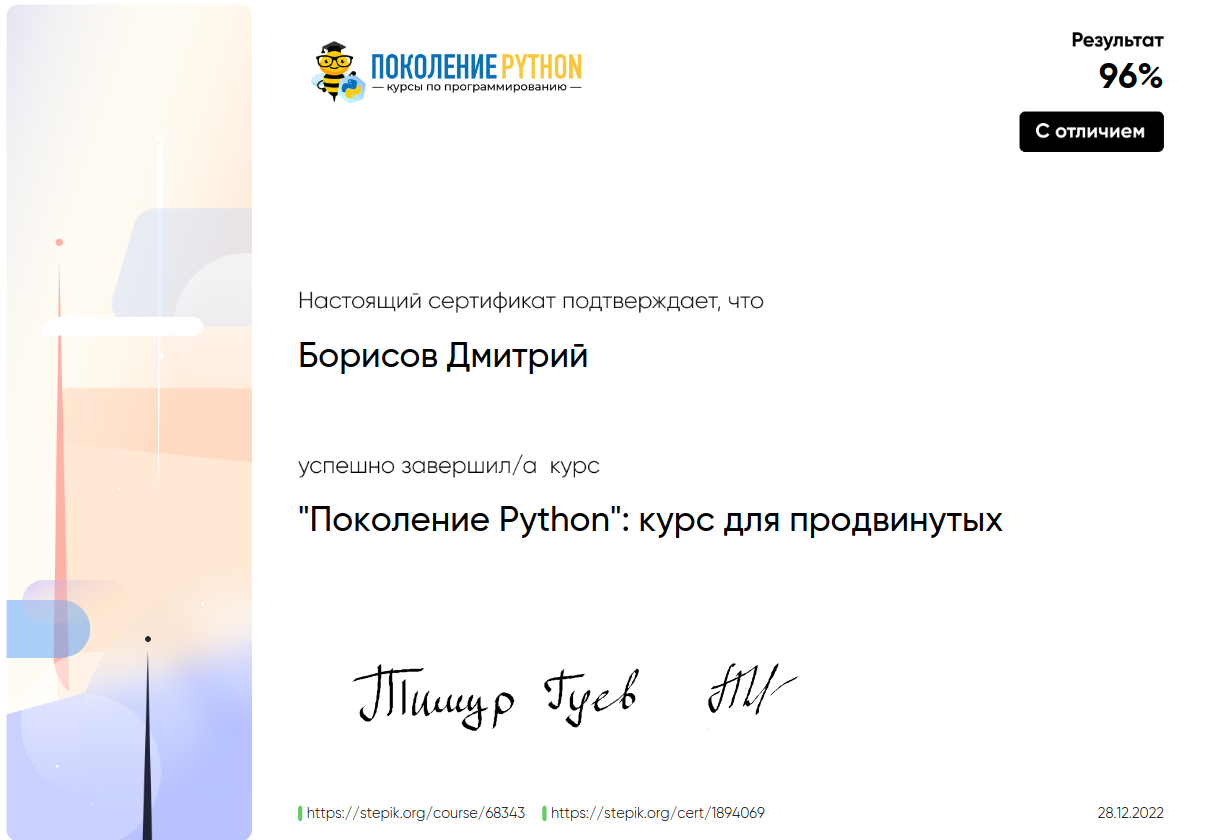 ПОКОЛЕНИЕ PYTHON
— курсы по программированию —
Результат
96%
С отличием
Настоящий сертификат подтверждает, что
Борисов Дмитрий
успешно завершил/а курс
"Поколение Python": курс для продвинутых
Тимур Гуев
https://stepik.org/course/68343 https://stepik.org/cert/1894069 28.12.2022